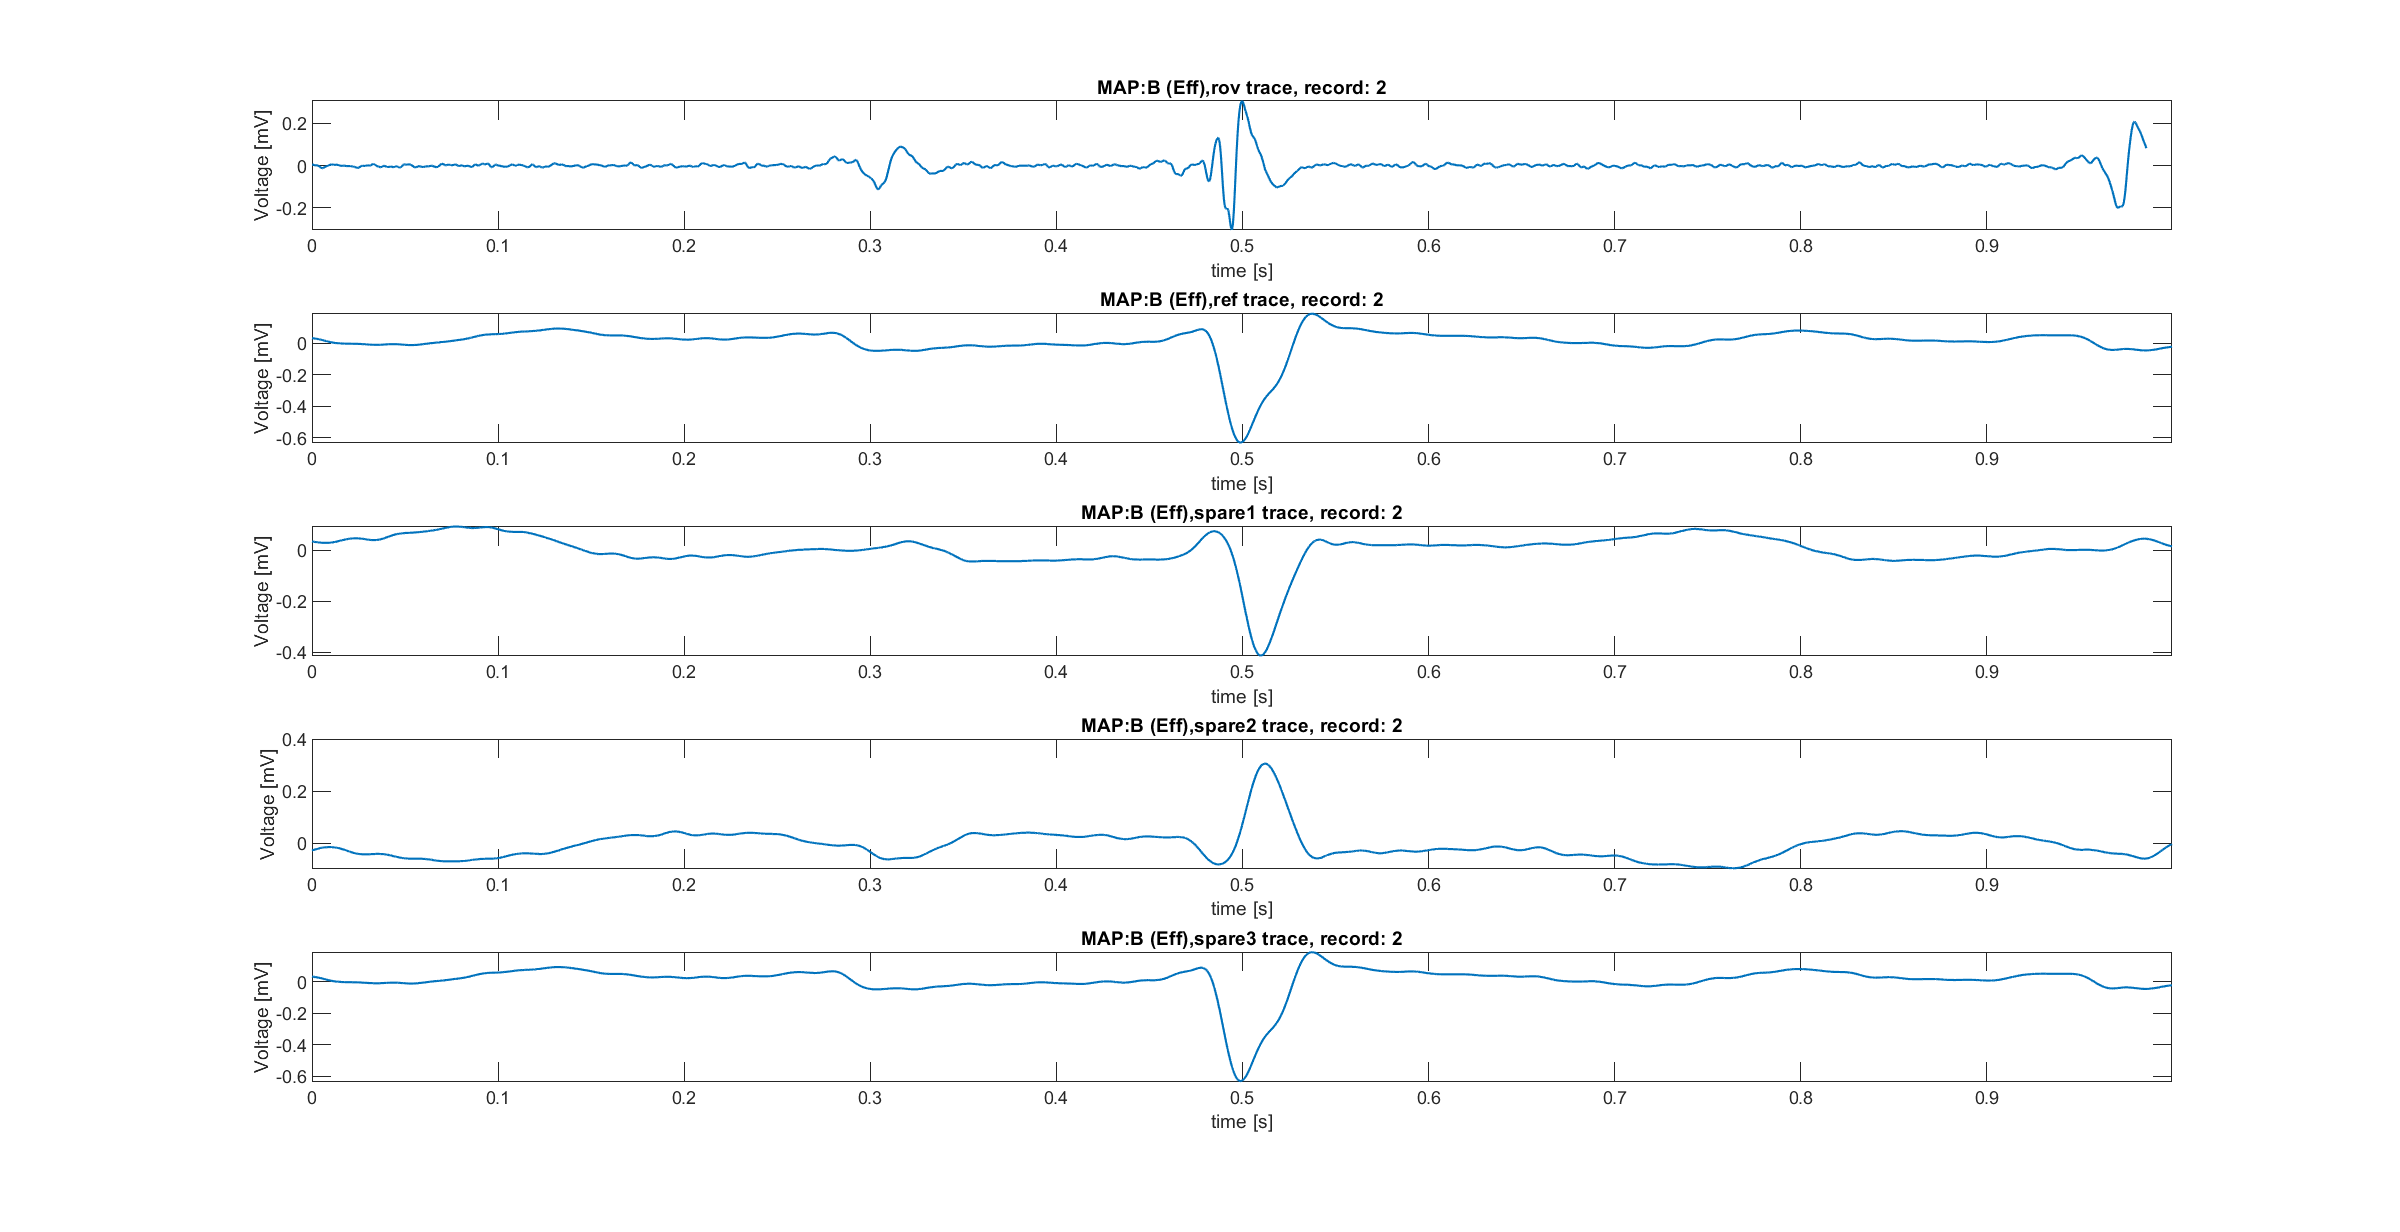 MAP:B (Eff),rov trace, record: 2
Voltage [mV]
0.2
0
-0.2
0 0.1 0.2 0.3 0.4 0.5 0.6 0.7 0.8 0.9
time [s]
MAP:B (Eff),ref trace, record: 2
Voltage [mV]
0
-0.2
-0.4
-0.6
0 0.1 0.2 0.3 0.4 0.5 0.6 0.7 0.8 0.9
time [s]
MAP:B (Eff),spare1 trace, record: 2
Voltage [mV]
0
-0.2
-0.4
0 0.1 0.2 0.3 0.4 0.5 0.6 0.7 0.8 0.9
time [s]
MAP:B (Eff),spare2 trace, record: 2
Voltage [mV]
0.4
0.2
0
0 0.1 0.2 0.3 0.4 0.5 0.6 0.7 0.8 0.9
time [s]
MAP:B (Eff),spare3 trace, record: 2
Voltage [mV]
0
-0.2
-0.4
-0.6
0 0.1 0.2 0.3 0.4 0.5 0.6 0.7 0.8 0.9
time [s]